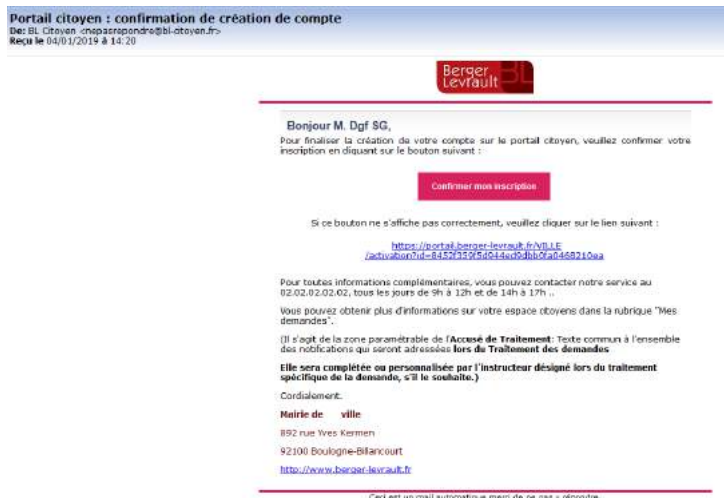 Portail citoyen : confirmation de création de compte
De: BL Citoyen <nepasrepondre@bl-citoyen.fr>
Reçu le 04/01/2019 à 14:20
Berger
Levrault BL
Bonjour M. Dgf SG,
Pour finaliser la création de votre compte sur le portail citoyen, veuillez confirmer votre
inscription en cliquant sur le bouton suivant :
Confirmer mon inscription
Si ce bouton ne s'affiche pas correctement, veuillez cliquer sur le lien suivant :
https://portail.berger-levrault.fr/VILLE
/activation?id=8452f359f5d944ed9dbb0fa0468210ea
Pour toutes informations complémentaires, vous pouvez contacter notre service au
02.02.02.02.02, tous les jours de 9h à 12h et de 14h à 17h ..
Vous pouvez obtenir plus d'informations sur votre espace citoyens dans la rubrique "Mes
demandes".
(Il s'agit de la zone paramétrable de l'Accusé de Traitement: Texte commun à l'ensemble
des notifications qui seront adressées lors du Traitement des demandes
Elle sera complétée ou personnalisée par l'instructeur désigné lors du traitement
spécifique de la demande, s'il le souhaite.)
Cordialement.
Mairie de ville
892 rue Yves Kermen
92100 Boulogne-Billancourt
http://www.berger-levrault.fr
Ceci est un mail automatique merci de ne pas y répondre